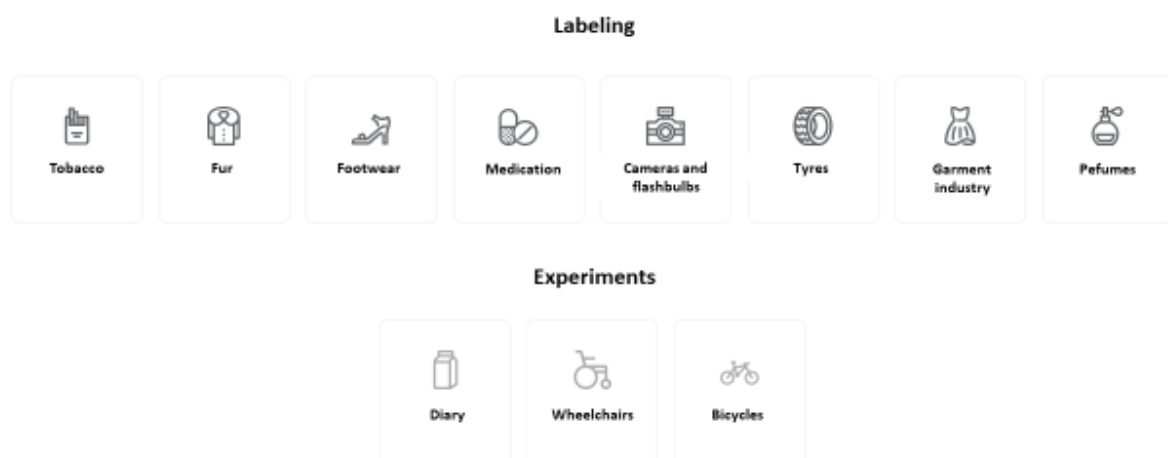 Labeling
Tobacco
Fur
Footwear
Medication
Cameras and
flashbulbs
Tyres
Garment
industry
Pefumes
Experiments
Diary
Wheelchairs
Bicycles